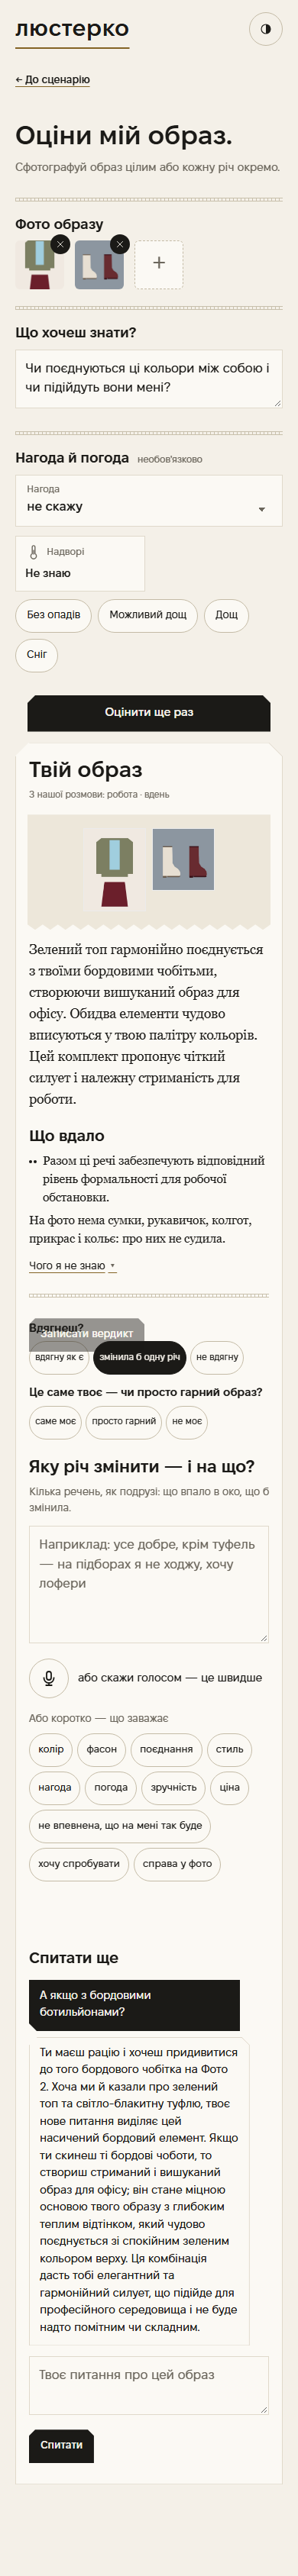 люстерко
← До сценарію
Оціни мій образ.
Сфотографуй образ цілим або кожну річ окремо.
Фото образу
Що хочеш знати?
Чи поєднуються ці кольори між собою і
чи підійдуть вони мені?
Нагода й погода необов'язково
Нагода
не скажу
Надворі
Не знаю
Без опадів Можливий дощ Дощ
Сніг
Оцінити ще раз
Твій образ
З нашої розмови: робота · вдень
Зелений топ гармонійно поєднується
з твоїми бордовими чобітьми,
створюючи вишуканий образ для
офісу. Обидва елементи чудово
вписуються у твою палітру кольорів.
Цей комплект пропонує чіткий
силует і належну стриманість для
роботи.
Що вдало
Разом ці речі забезпечують відповідний
рівень формальності для робочої
обстановки.
На фото нема сумки, рукавичок, колгот,
прикрас і кольє: про них не судила.
Чого я не знаю
Вдягнеш?
Записати вердикт
вдягну як є змінила б одну річ не вдягну
Це саме твоє — чи просто гарний образ?
саме моє просто гарний не моє
Яку річ змінити — і на що?
Кілька речень, як подрузі: що впало в око, що б
змінила.
Наприклад: усе добре, крім туфель
— на підборах я не ходжу, хочу
лофери
або скажи голосом — це швидше
Або коротко — що заважає
колір фасон поєднання стиль
нагода погода зручність ціна
не впевнена, що на мені так буде
хочу спробувати справа у фото
Спитати ще
А якщо з бордовими
ботильйонами?
Ти маєш рацію і хочеш придивитися
до того бордового чобітка на Фото
2. Хоча ми й казали про зелений
топ та світло-блакитну туфлю, твоє
нове питання виділяє цей
насичений бордовий елемент. Якщо
ти скинеш ті бордові чоботи, то
створиш стриманий і вишуканий
образ для офісу; він стане міцною
основою твого образу з глибоким
теплим відтінком, який чудово
поєднується зі спокійним зеленим
кольором верху. Ця комбінація
дасть тобі елегантний та
гармонійний силует, що підійде для
професійного середовища і не буде
надто помітним чи складним.
Твоє питання про цей образ
Спитати